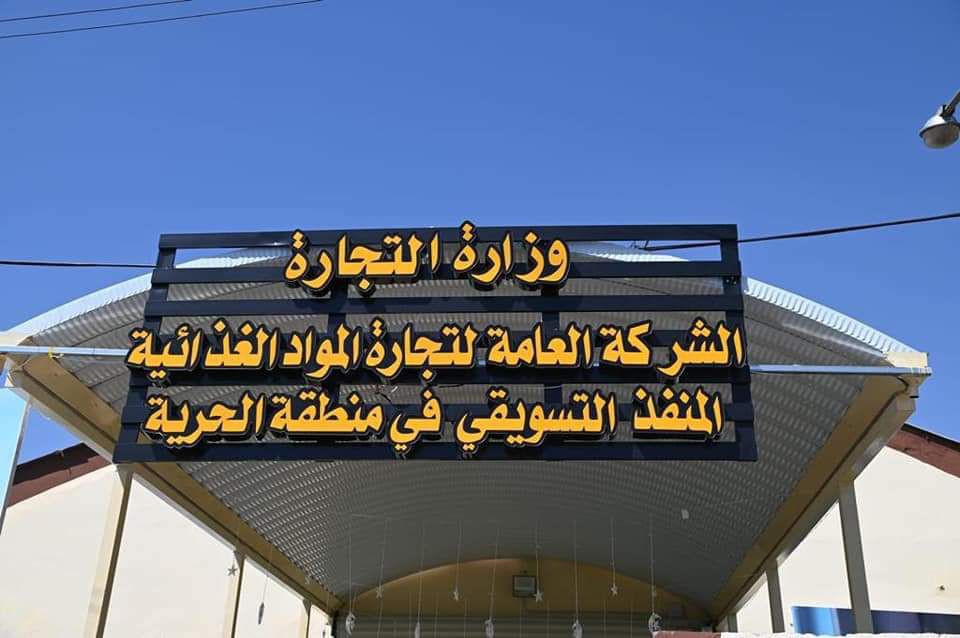 وزارة التجارة
الشركة العامة لتجارة المواد الغذائية
المنفذ التسويقي في منطقة الحرية